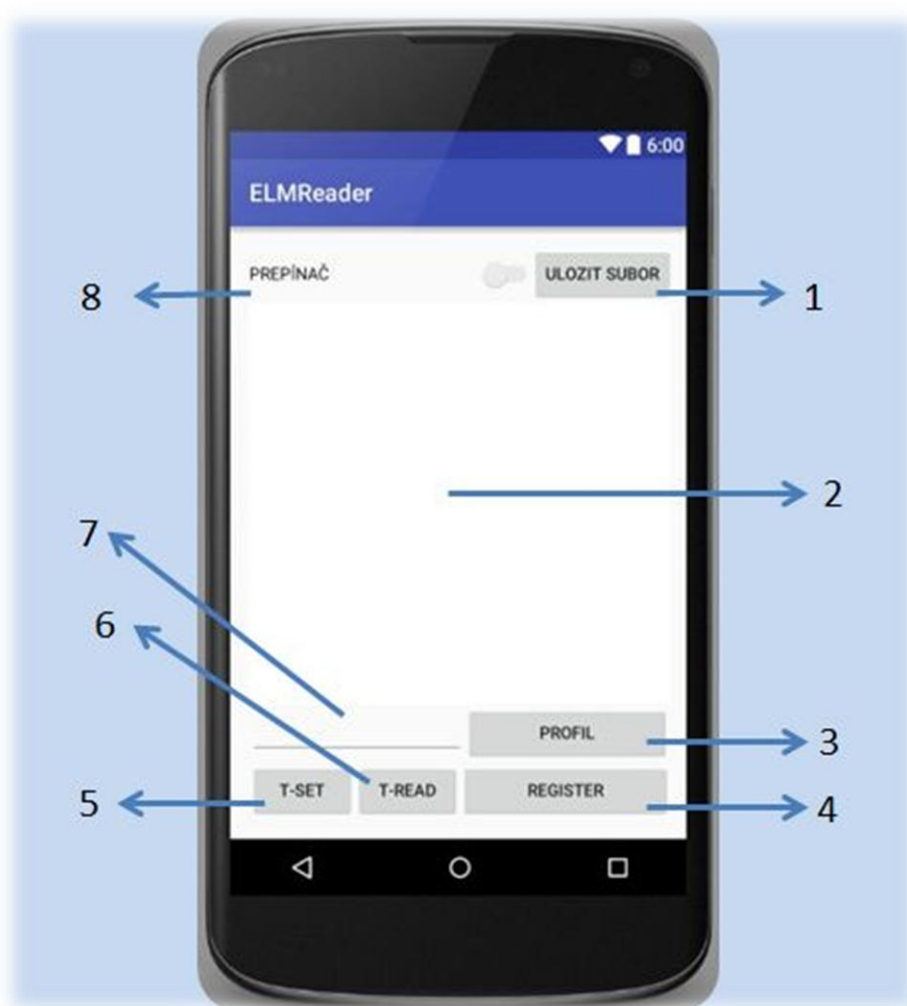 6:00
ELMReader
PREPÍNAČ ULOZIT SUBOR
8 1
2
7
6
PROFIL 3
5 T-SET T-READ REGISTER 4